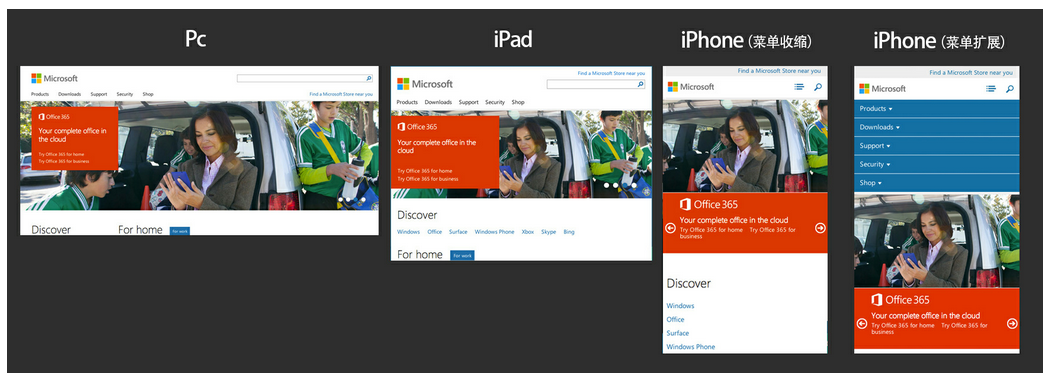 Pc
Microsoft
Products Downloads Support Security Shop
Find a Microsoft Store near you
Office 365
Your complete office in
the cloud
Try Office 365 for home
Try Office 365 for business
Discover
For home
For work
iPad
Find a Microsoft Store near you
Microsoft
Products Downloads Support Security Shop
Office 365
Your complete office in the
cloud
Try Office 365 for home
Try Office 365 for business
Discover
Windows Office Surface Windows Phone Xbox Skype Bing
For home
For work
iPhone (菜单收缩)
Find a Microsoft Store near you
Microsoft
Office 365
Your complete office in the cloud
Try Office 365 for home Try Office 365 for
business
Discover
Windows
Office
Surface
Windows Phone
iPhone (菜单扩展)
Find a Microsoft Store near you
Microsoft
Products
Downloads
Support
Security
Shop
Office 365
Your complete office in the cloud
Try Office 365 for home Try Office 365 for
business